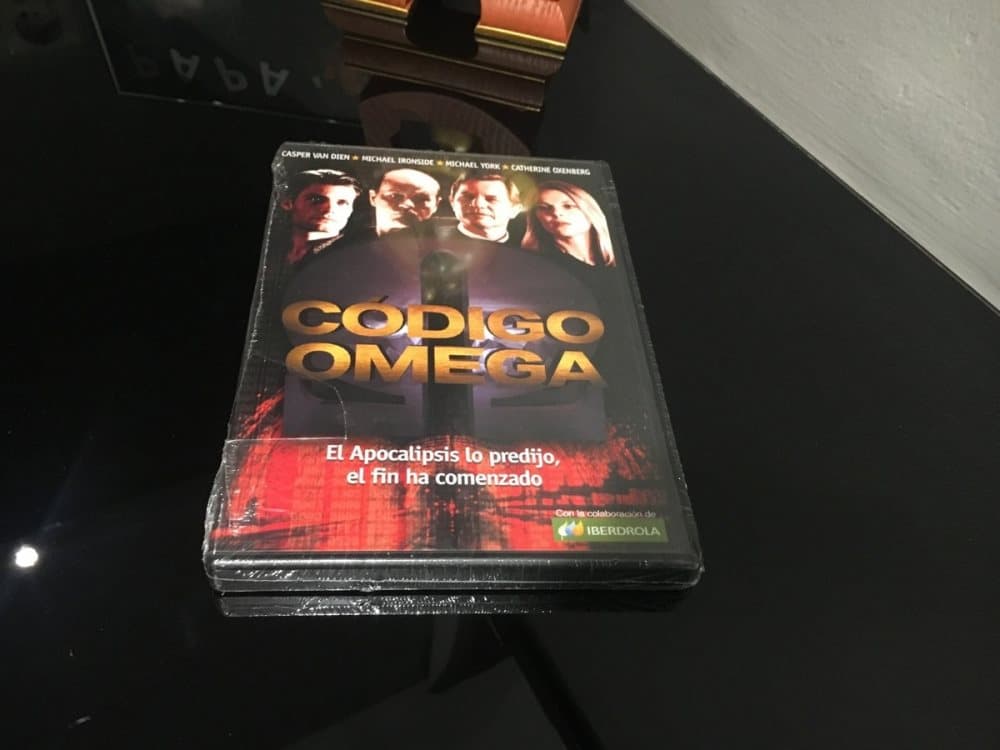 PAPA'
CASPER VAN DIEN ★ MICHAEL IRONSIDE ★ MICHAEL YORK ★ CATHERINE OXENBERG
CÓDIGO
OMEGA
El Apocalipsis lo predijo,
el fin ha comenzado
Con la colaboración de
IBERDROLA